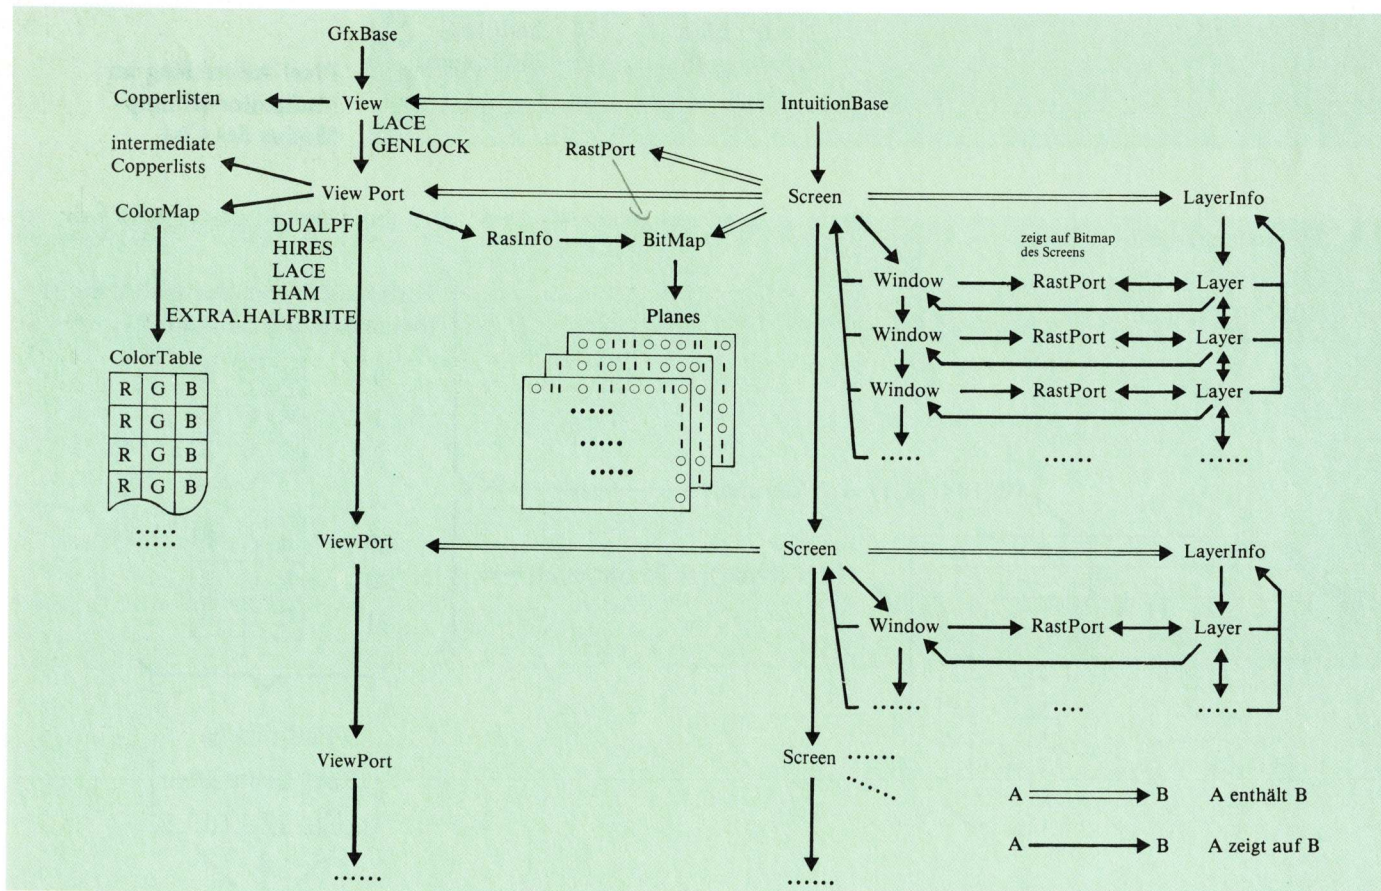 GfxBase
Copperlisten
View
IntuitionBase
LACE
GENLOCK
intermediate
Copperlists
RastPort
View Port
Screen
LayerInfo
ColorMap
DUALPF
HIRES
LACE
HAM
EXTRA.HALFBRITE
RasInfo
BitMap
zeigt auf Bitmap
des Screens
Window
RastPort
Layer
Planes
Window
RastPort
Layer
ColorTable
Window
RastPort
Layer
R G B
R G B
R G B
R G B
ViewPort
Screen
LayerInfo
Window
RastPort
Layer
ViewPort
Screen
A B A enthält B
A B A zeigt auf B